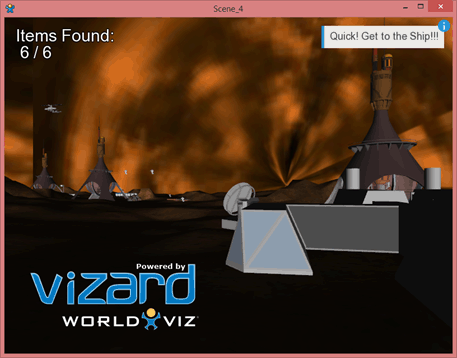 Scene_4
Items Found:
6 / 6
Quick! Get to the Ship!!!
i
Powered by
vizard
WORLD VIZ